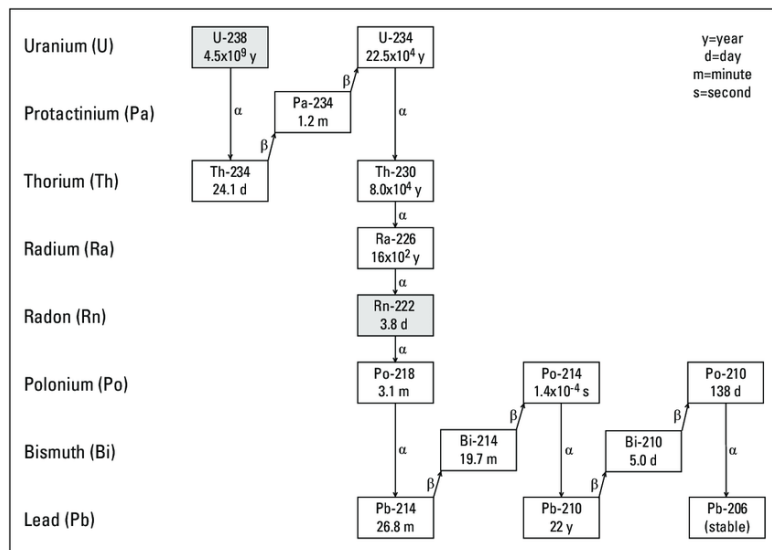 Uranium (U)
U-238
4.5x10⁹ y
U-234
22.5x10⁴ y
y=year
d=day
m=minute
s=second
β
α
α
Protactinium (Pa)
Pa-234
1.2 m
β
Thorium (Th)
Th-234
24.1 d
Th-230
8.0x10⁴ y
α
Radium (Ra)
Ra-226
16x10² y
α
Radon (Rn)
Rn-222
3.8 d
α
Polonium (Po)
Po-218
3.1 m
Po-214
1.4x10⁻⁴ s
Po-210
138 d
β
β
Bismuth (Bi)
α
Bi-214
19.7 m
α
Bi-210
5.0 d
α
β
β
Lead (Pb)
Pb-214
26.8 m
Pb-210
22 y
Pb-206
(stable)